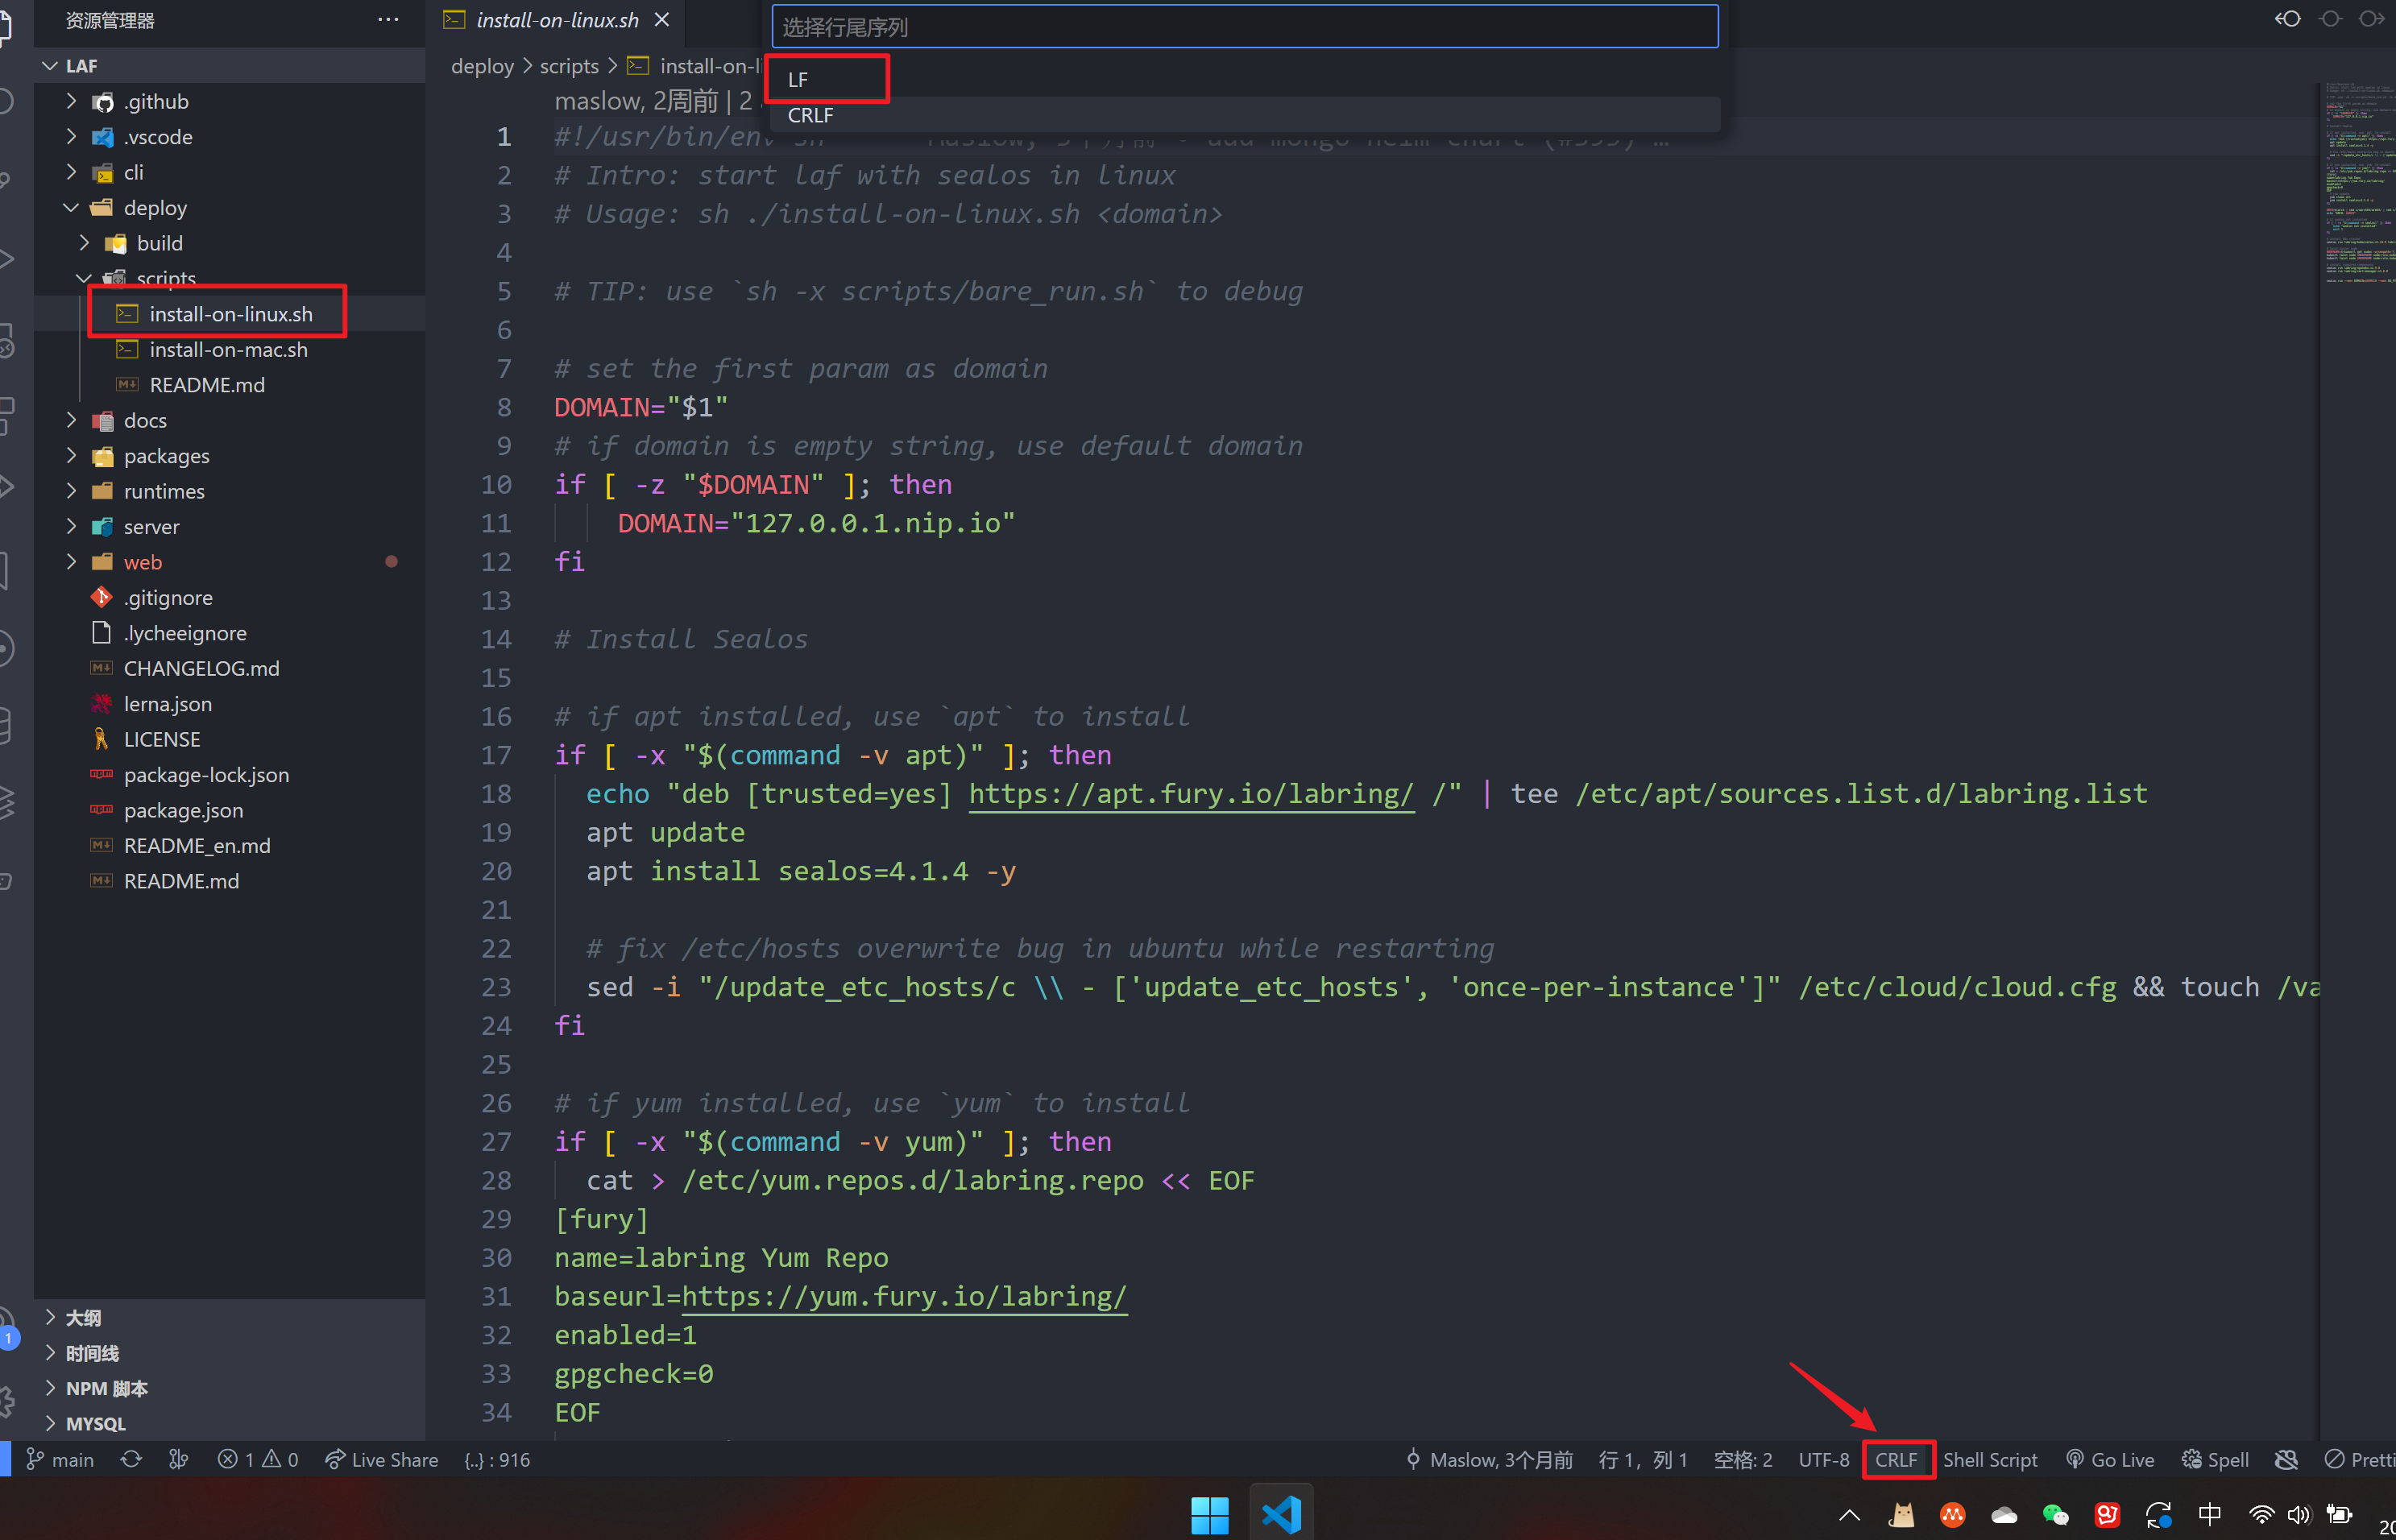 资源管理器
···
install-on-linux.sh
选择行尾序列
LF
CRLF
LAF
.github
.vscode
cli
deploy
build
scripts
install-on-linux.sh
install-on-mac.sh
README.md
docs
packages
runtimes
server
web
.gitignore
.lycheeignore
CHANGELOG.md
lerna.json
LICENSE
package-lock.json
package.json
README_en.md
README.md
大纲
时间线
NPM 脚本
MYSQL
deploy > scripts > install-on-l
maslow, 2周前 | 2
1 #!/usr/bin/env sh Maslow, 3个月前 • add mongo helm chart (#599) …
2 # Intro: start laf with sealos in linux
3 # Usage: sh ./install-on-linux.sh <domain>
4
5 # TIP: use `sh -x scripts/bare_run.sh` to debug
6
7 # set the first param as domain
8 DOMAIN="$1"
9 # if domain is empty string, use default domain
10 if [ -z "$DOMAIN" ]; then
11 DOMAIN="127.0.0.1.nip.io"
12 fi
13
14 # Install Sealos
15
16 # if apt installed, use `apt` to install
17 if [ -x "$(command -v apt)" ]; then
18 echo "deb [trusted=yes] https://apt.fury.io/labring/ /" | tee /etc/apt/sources.list.d/labring.list
19 apt update
20 apt install sealos=4.1.4 -y
21
22 # fix /etc/hosts overwrite bug in ubuntu while restarting
23 sed -i "/update_etc_hosts/c \\ - ['update_etc_hosts', 'once-per-instance']" /etc/cloud/cloud.cfg && touch /va
24 fi
25
26 # if yum installed, use `yum` to install
27 if [ -x "$(command -v yum)" ]; then
28 cat > /etc/yum.repos.d/labring.repo << EOF
29 [fury]
30 name=labring Yum Repo
31 baseurl=https://yum.fury.io/labring/
32 enabled=1
33 gpgcheck=0
34 EOF
main 1 0 Live Share {..} : 916 Maslow, 3个月前 行 1，列 1 空格: 2 UTF-8 CRLF Shell Script Go Live Spell Pretti
1
中
20